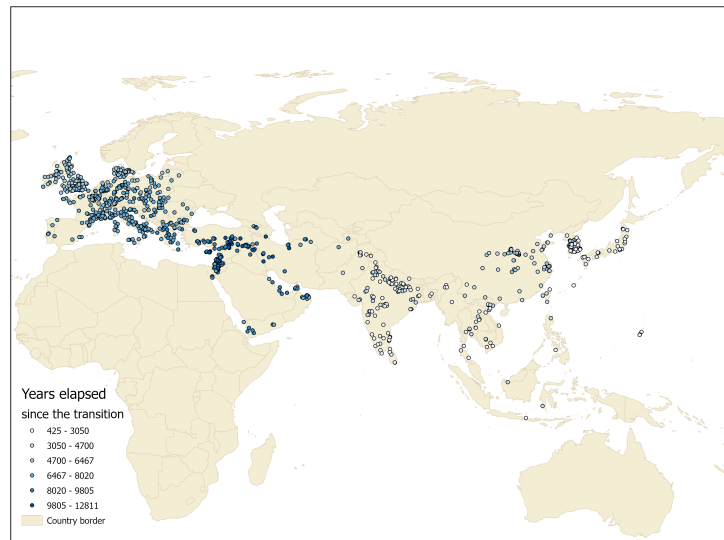 Years elapsed
since the transition
425 - 3050
3050 - 4700
4700 - 6467
6467 - 8020
8020 - 9805
9805 - 12811
Country border